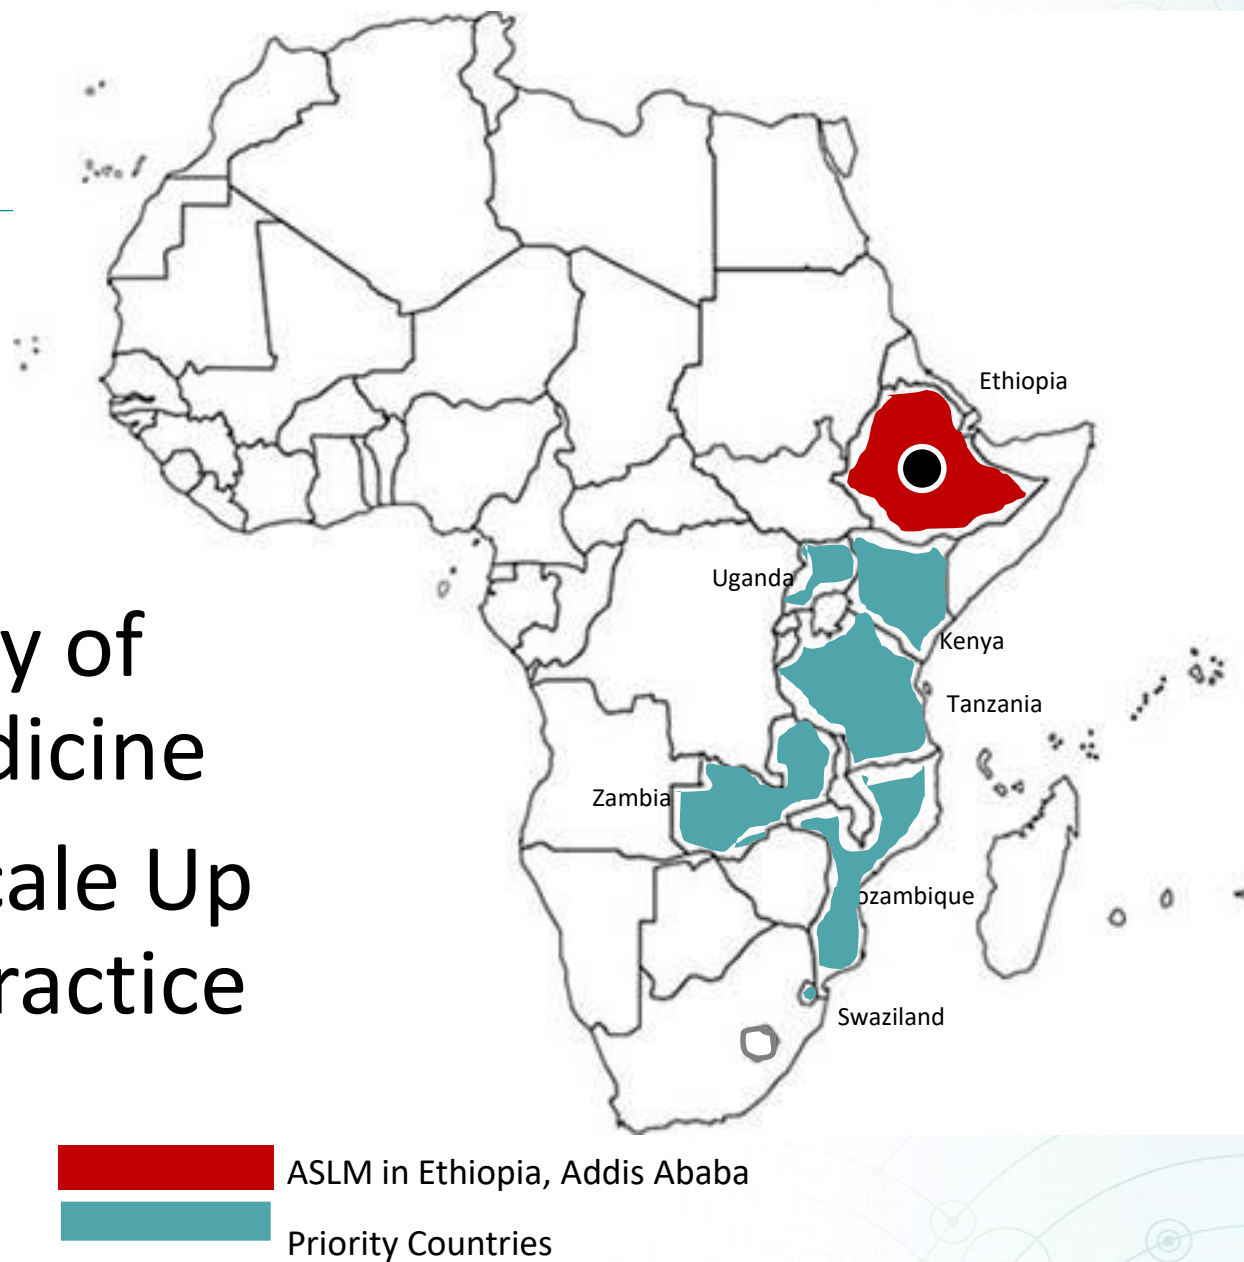 Ethiopia
Uganda
y of
Kenya
dicine
Tanzania
Zambia
cale Up
ozambique
ractice
Swaziland
ASLM in Ethiopia, Addis Ababa
Priority Countries